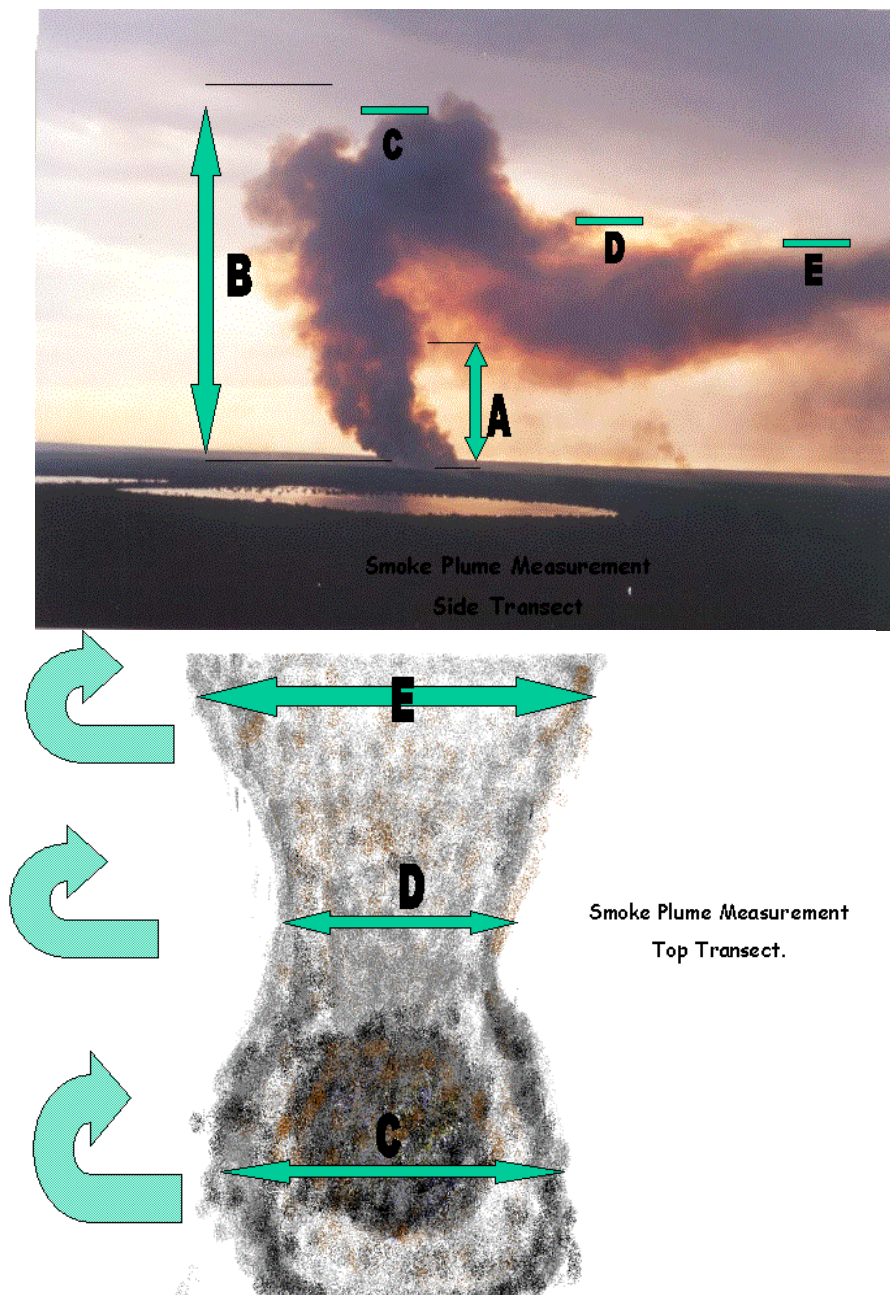 C
D
E
B
A
Smoke Plume Measurement
Side Transect
E
D
Smoke Plume Measurement
Top Transect.
C